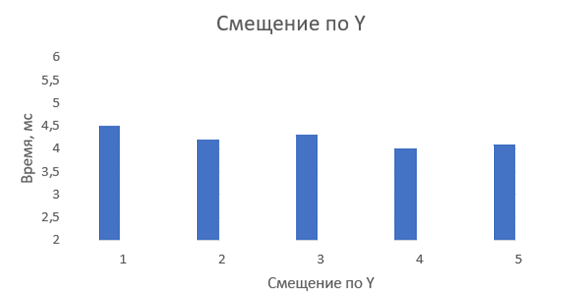 Смещение по Y
6
5,5
5
4,5
4
3,5
3
2,5
2
Время, мс
1 2 3 4 5
Смещение по Y